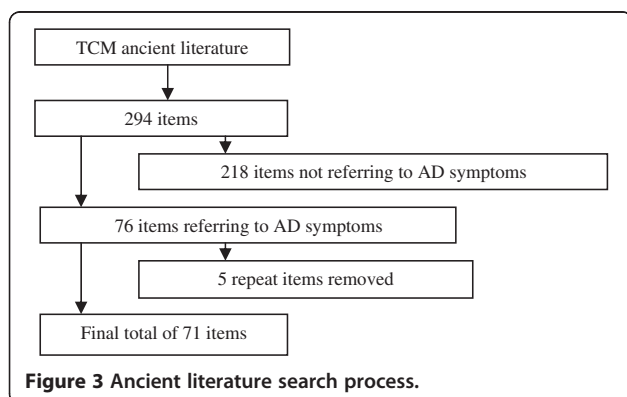 TCM ancient literature
294 items
218 items not referring to AD symptoms
76 items referring to AD symptoms
5 repeat items removed
Final total of 71 items
Figure 3 Ancient literature search process.